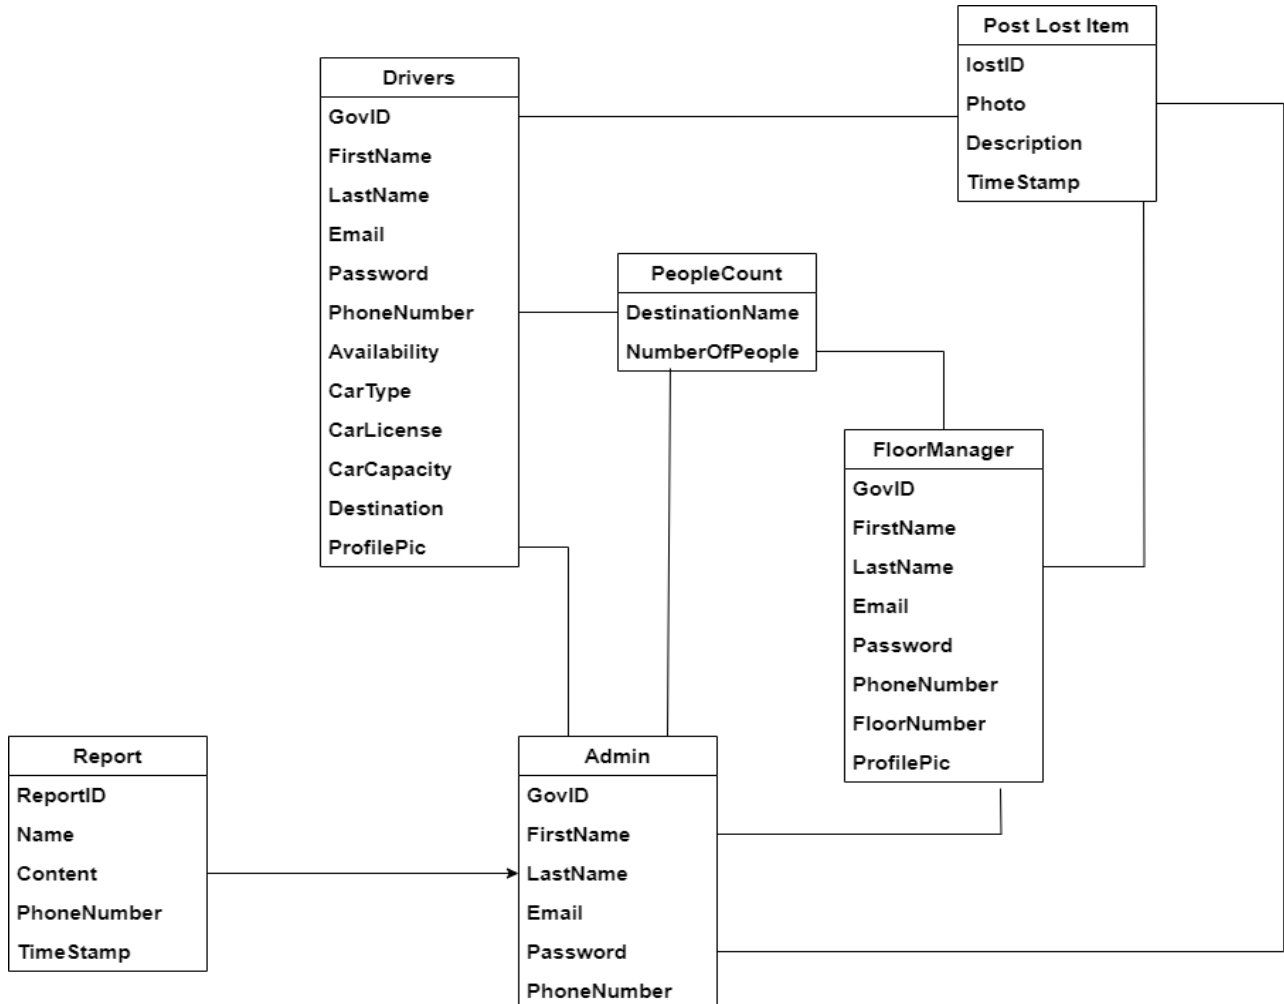 Post Lost Item
lostID
Photo
Description
TimeStamp
Drivers
GovID
FirstName
LastName
Email
Password
PhoneNumber
Availability
CarType
CarLicense
CarCapacity
Destination
ProfilePic
PeopleCount
DestinationName
NumberOfPeople
FloorManager
GovID
FirstName
LastName
Email
Password
PhoneNumber
FloorNumber
ProfilePic
Report
ReportID
Name
Content
PhoneNumber
TimeStamp
Admin
GovID
FirstName
LastName
Email
Password
PhoneNumber